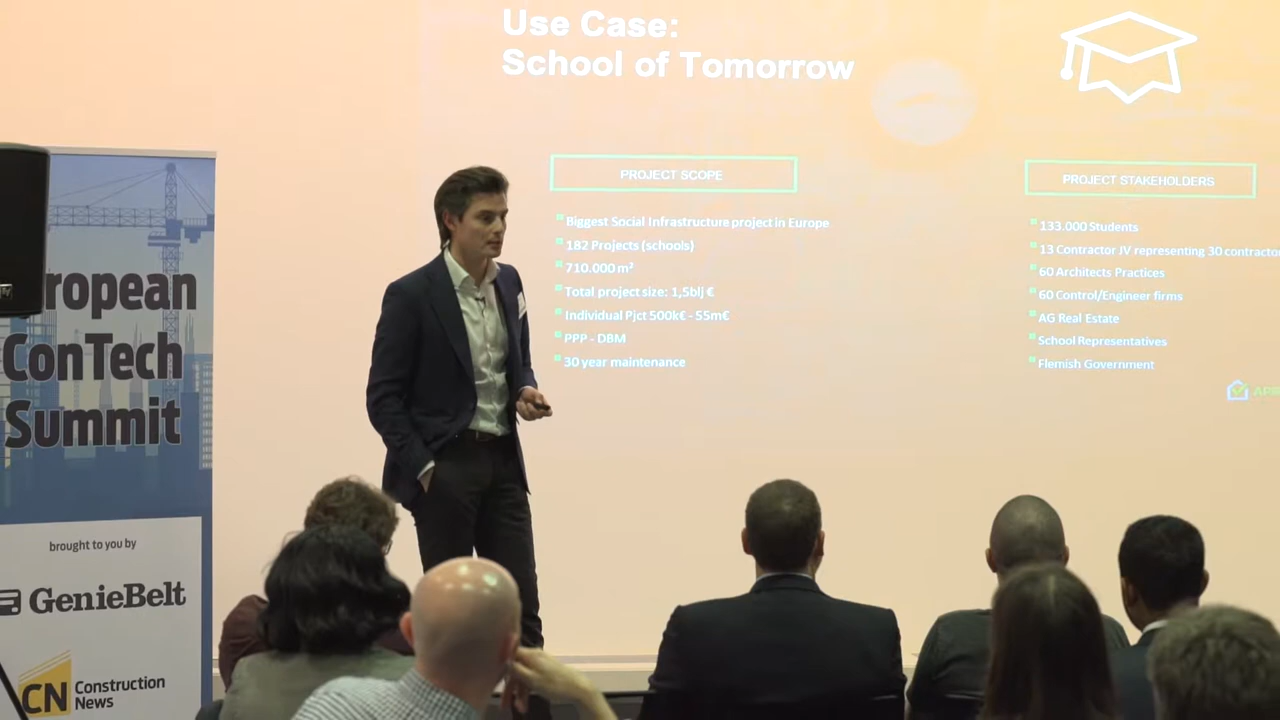 Use Case:
School of Tomorrow
PROJECT SCOPE
Biggest Social Infrastructure project in Europe
182 Projects (schools)
710.000 m²
Total project size: 1,5blj €
Individual Pjct 500k€ - 55m€
PPP - DBM
30 year maintenance
PROJECT STAKEHOLDERS
133.000 Students
13 Contractor JV representing 30 contractor
60 Architects Practices
60 Control/Engineer firms
AG Real Estate
School Representatives
Flemish Government
APR
ropean
ConTech
Summit
brought to you by
GenieBelt
CN Construction
News